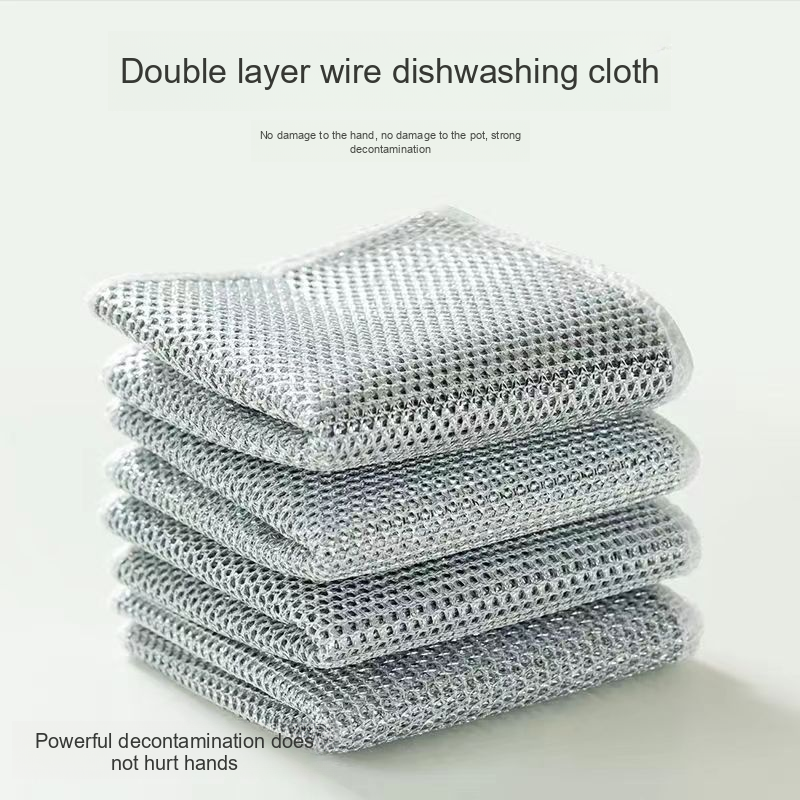 Double layer wire dishwashing cloth
No damage to the hand, no damage to the pot, strong
decontamination
Powerful decontamination does
not hurt hands